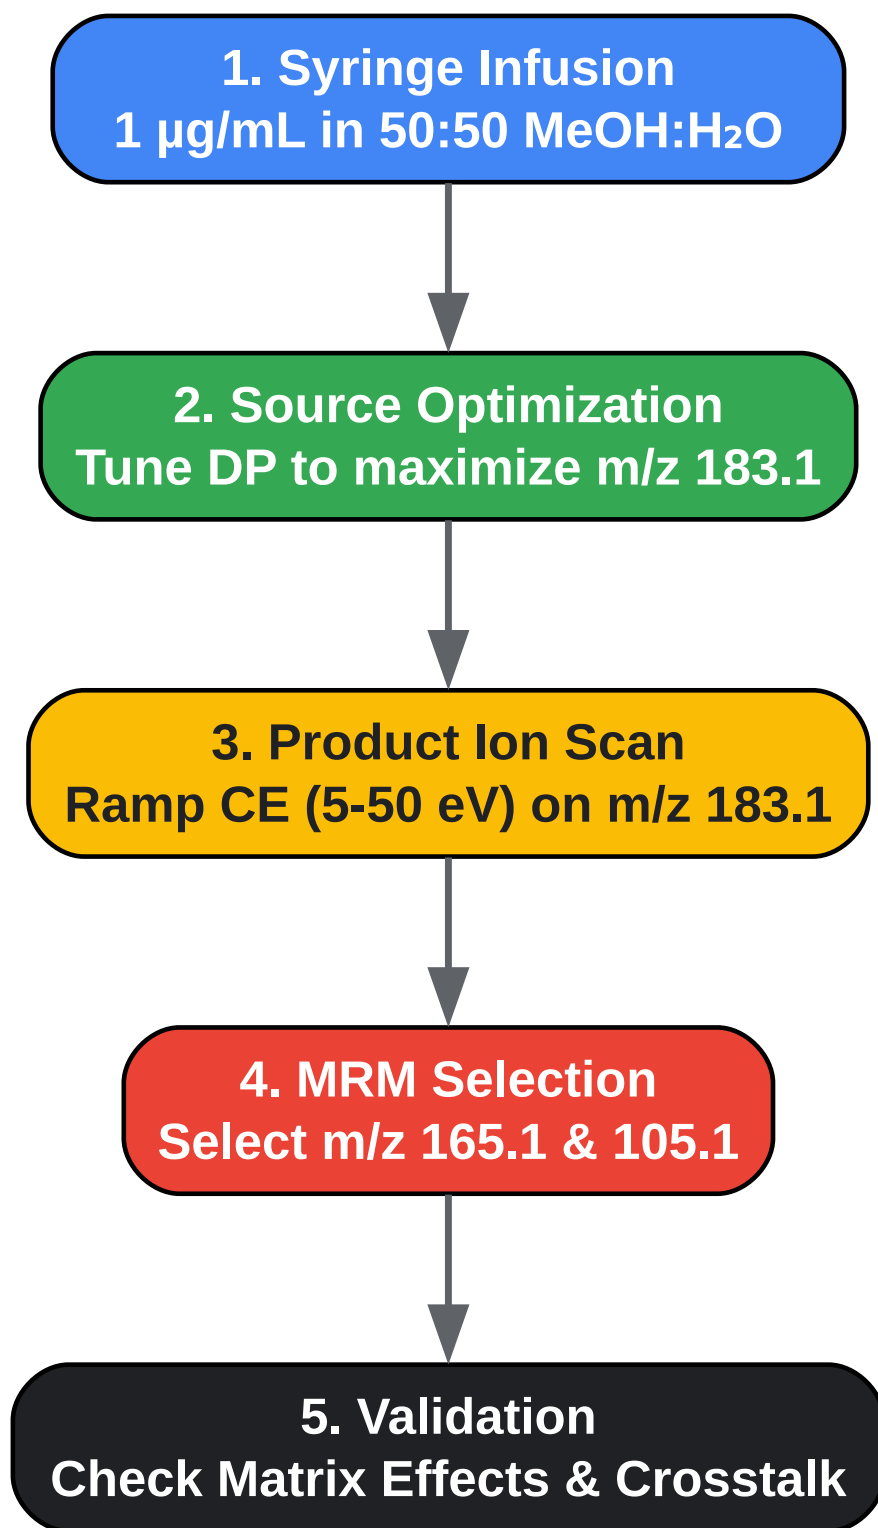 1. Syringe Infusion
1 µg/mL in 50:50 MeOH:H₂O
2. Source Optimization
Tune DP to maximize m/z 183.1
3. Product Ion Scan
Ramp CE (5-50 eV) on m/z 183.1
4. MRM Selection
Select m/z 165.1 & 105.1
5. Validation
Check Matrix Effects & Crosstalk